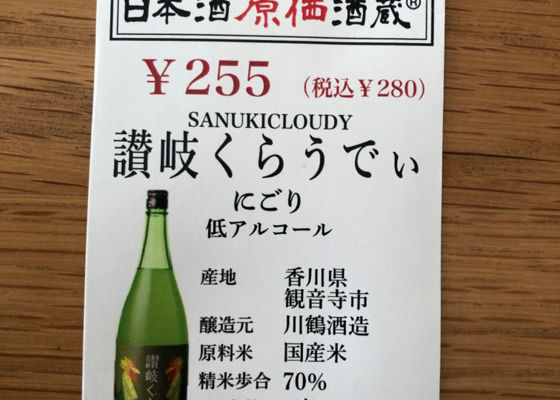 日本酒原価酒蔵®
¥255 (税込¥280)
SANUKICLOUDY
讃岐くらうでぃ
にごり
低アルコール
産地 香川県
観音寺市
醸造元 川鶴酒造
原料米 国産米
精米歩合 70%
讃岐く